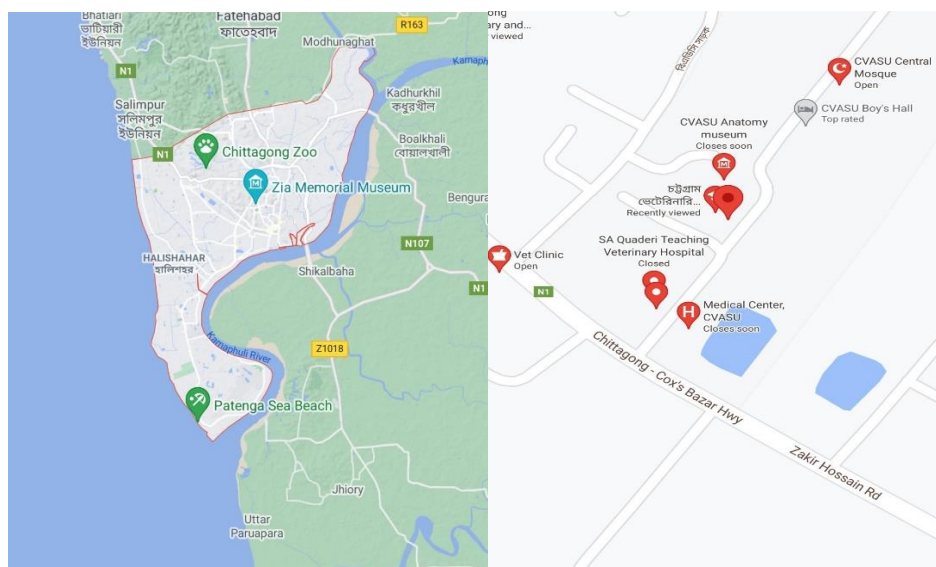 Bhatiari
ভাটিয়ারী
ইউনিয়ন
Fatehabad
ফাতেহবাদ
R163
Modhunaghat
N1
Kadhurkhil
কধুরখীল
Salimpur
সলিমপুর
ইউনিয়ন
N1
Boalkhali
বোয়ালখালী
Chittagong Zoo
Zia Memorial Museum
Bengura
N107
HALISHAHAR
হালিশহর
Shikalbaha
N1
Karnaphuli River
Z1018
Patenga Sea Beach
Jhiory
Uttar
Paruapara
ong
ary and...
viewed
CVASU Central
Mosque
Open
CVASU Boy's Hall
Top rated
CVASU Anatomy
museum
Closes soon
চট্টগ্রাম
ভেটেরিনারি...
Recently viewed
SA Quaderi Teaching
Veterinary Hospital
Closed
Vet Clinic
Open
N1
Medical Center,
CVASU
Closes soon
Chittagong - Cox's Bazar Hwy
Zakir Hossain Rd